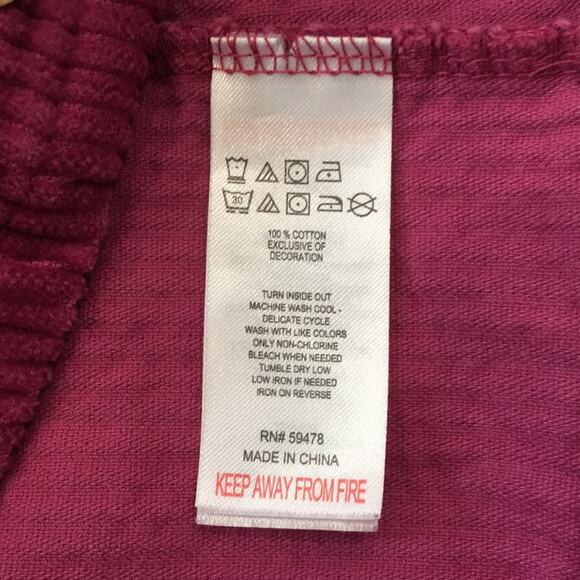 30
100 % COTTON
EXCLUSIVE OF
DECORATION
TURN INSIDE OUT
MACHINE WASH COOL -
DELICATE CYCLE
WASH WITH LIKE COLORS
ONLY NON-CHLORINE
BLEACH WHEN NEEDED
TUMBLE DRY LOW
LOW IRON IF NEEDED
IRON ON REVERSE
RN# 59478
MADE IN CHINA
KEEP AWAY FROM FIRE